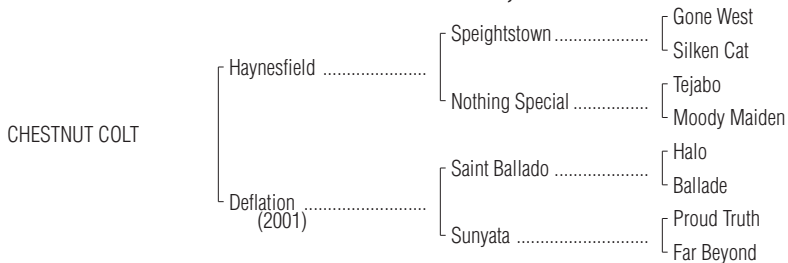 Gone West
Speightstown ....................
Silken Cat
Haynesfield ......................
Tejabo
Nothing Special ................
Moody Maiden
CHESTNUT COLT
Halo
Saint Ballado ....................
Ballade
Deflation ..........................
(2001)
Proud Truth
Sunyata ............................
Far Beyond